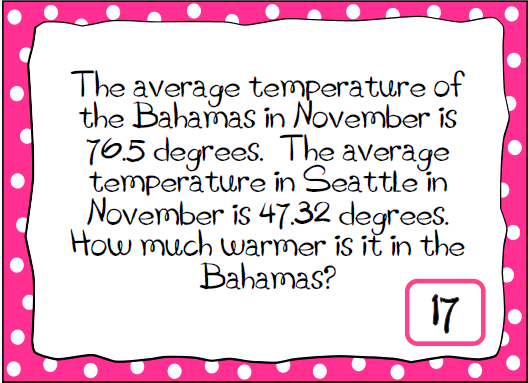 The average temperature of
the Bahamas in November is
76.5 degrees. The average
temperature in Seattle in
November is 47.32 degrees.
How much warmer is it in the
Bahamas?
17